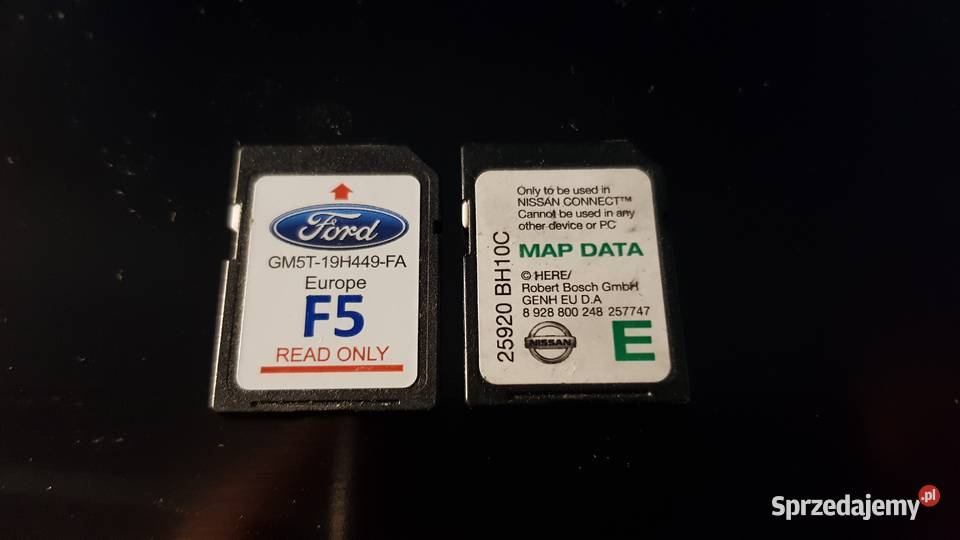 Ford
GM5T-19H449-FA
Europe
F5
READ ONLY
Only to be used in
NISSAN CONNECT™
Cannot be used in any
other device or PC
MAP DATA
© HERE/
Robert Bosch GmbH
GENH EU D.A
8 928 800 248 257747
25920 BH10C
NISSAN
E
Sprzedajemy.pl